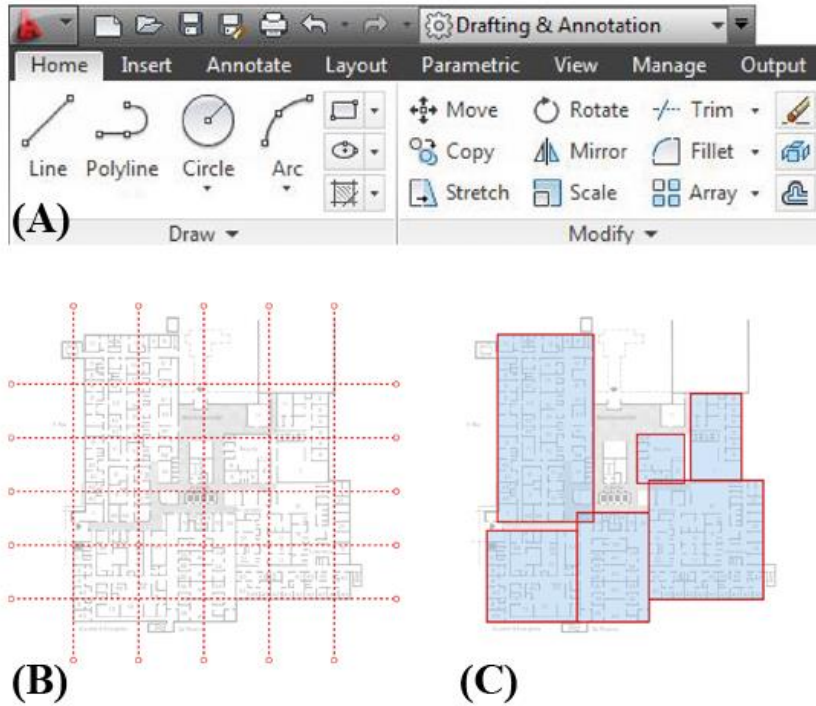 Drafting & Annotation
Home Insert Annotate Layout Parametric View Manage Output
Move Rotate Trim
Copy Mirror Fillet
Line Polyline Circle Arc
Stretch Scale Array
(A)
Draw Modify
(B) (C)